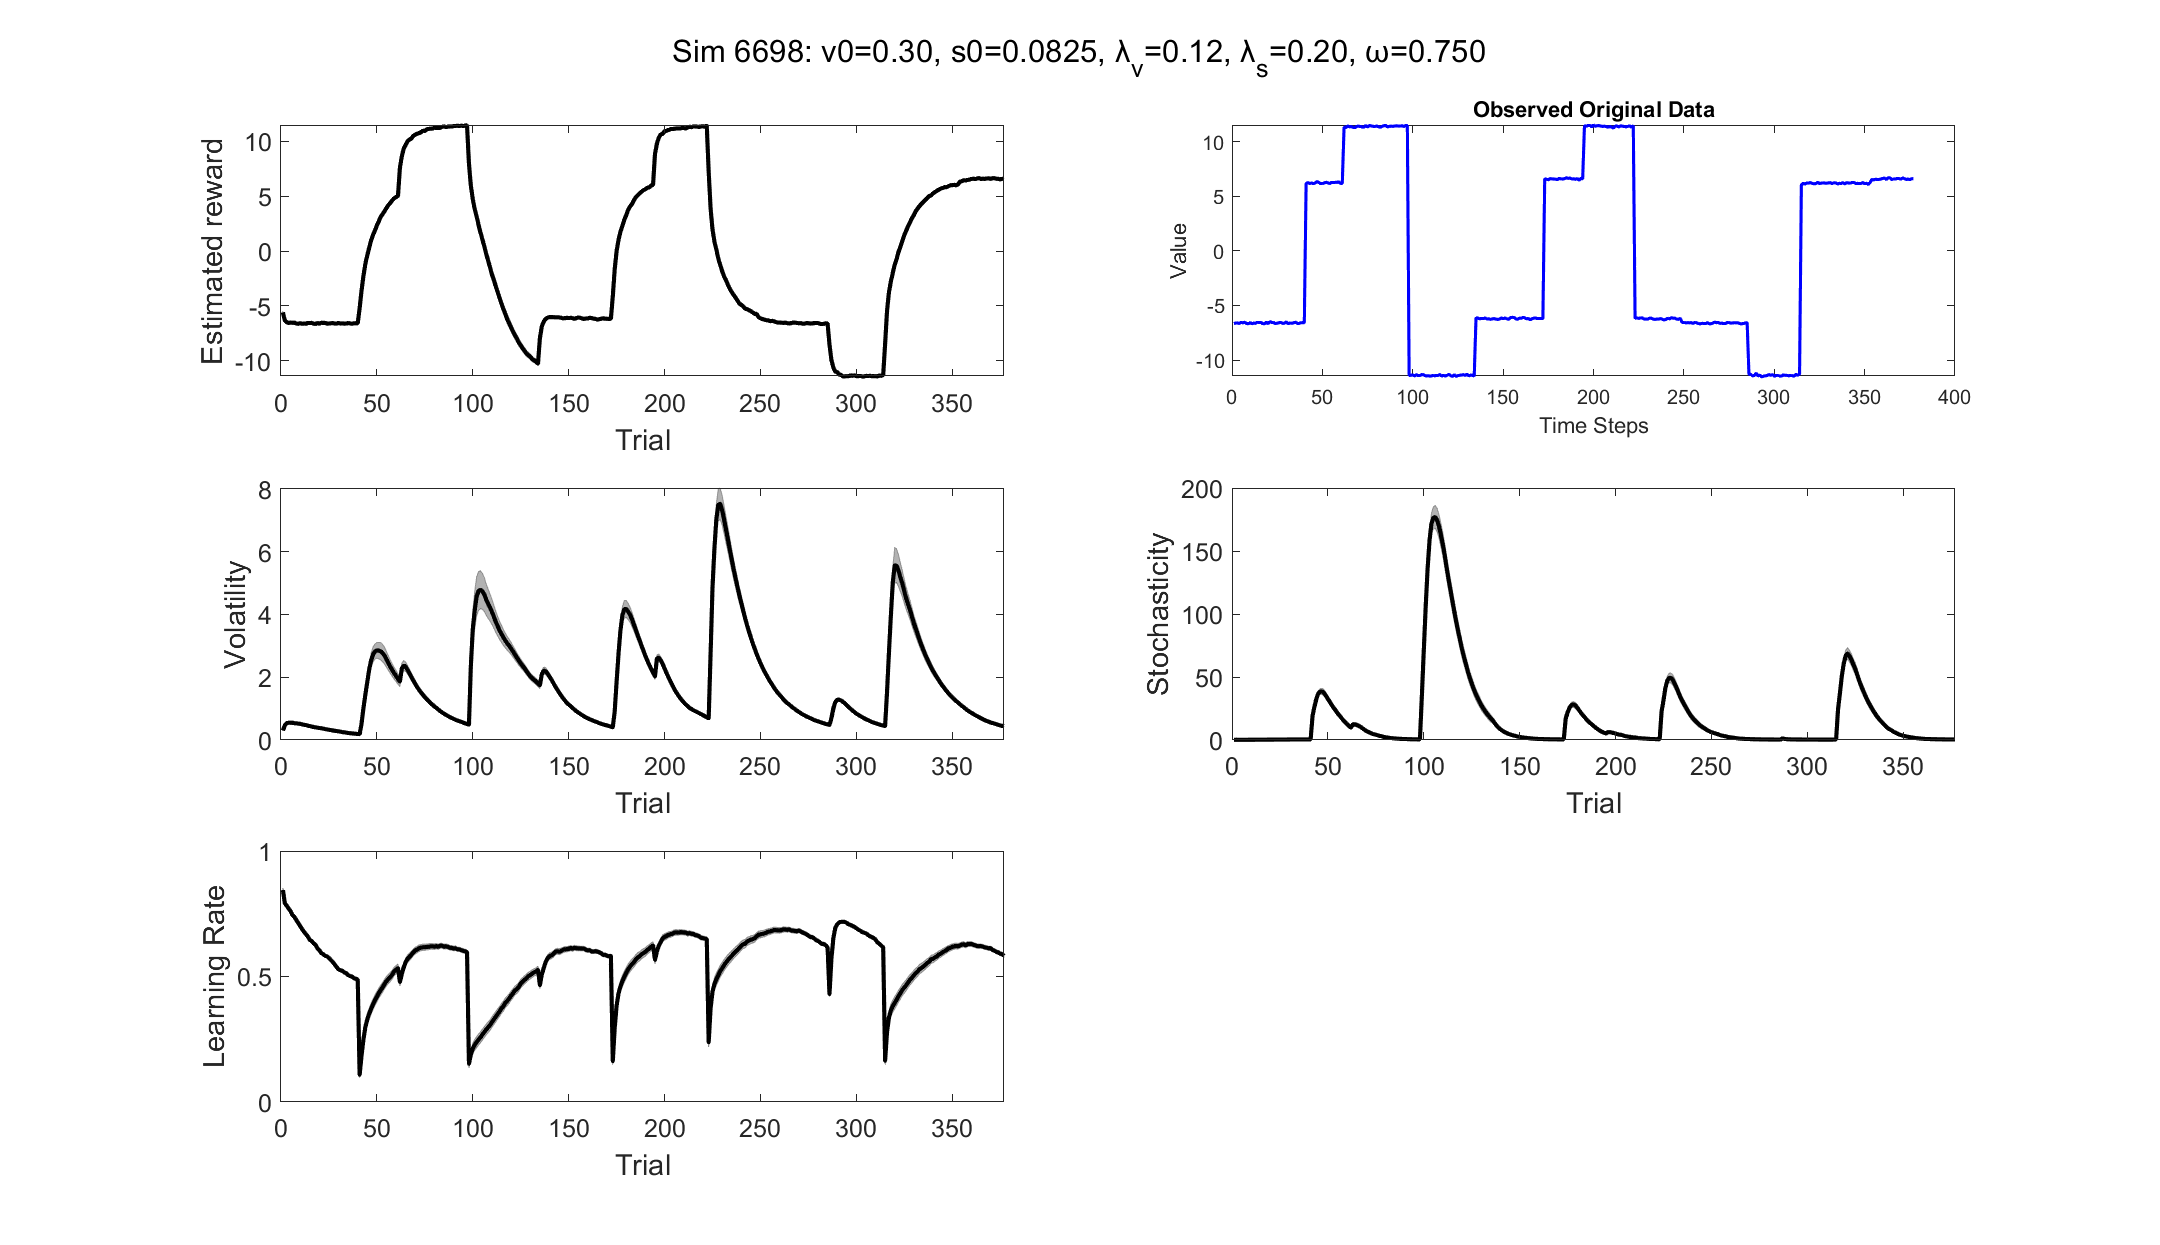 Sim 6698: v0=0.30, s0=0.0825, λv=0.12, λs=0.20, ω=0.750
Estimated reward
10
5
0
-5
-10
0 50 100 150 200 250 300 350
Trial
Observed Original Data
Value
10
5
0
-5
-10
0 50 100 150 200 250 300 350 400
Time Steps
Volatility
8
6
4
2
0
0 50 100 150 200 250 300 350
Trial
Stochasticity
200
150
100
50
0
0 50 100 150 200 250 300 350
Trial
Learning Rate
1
0.5
0
0 50 100 150 200 250 300 350
Trial